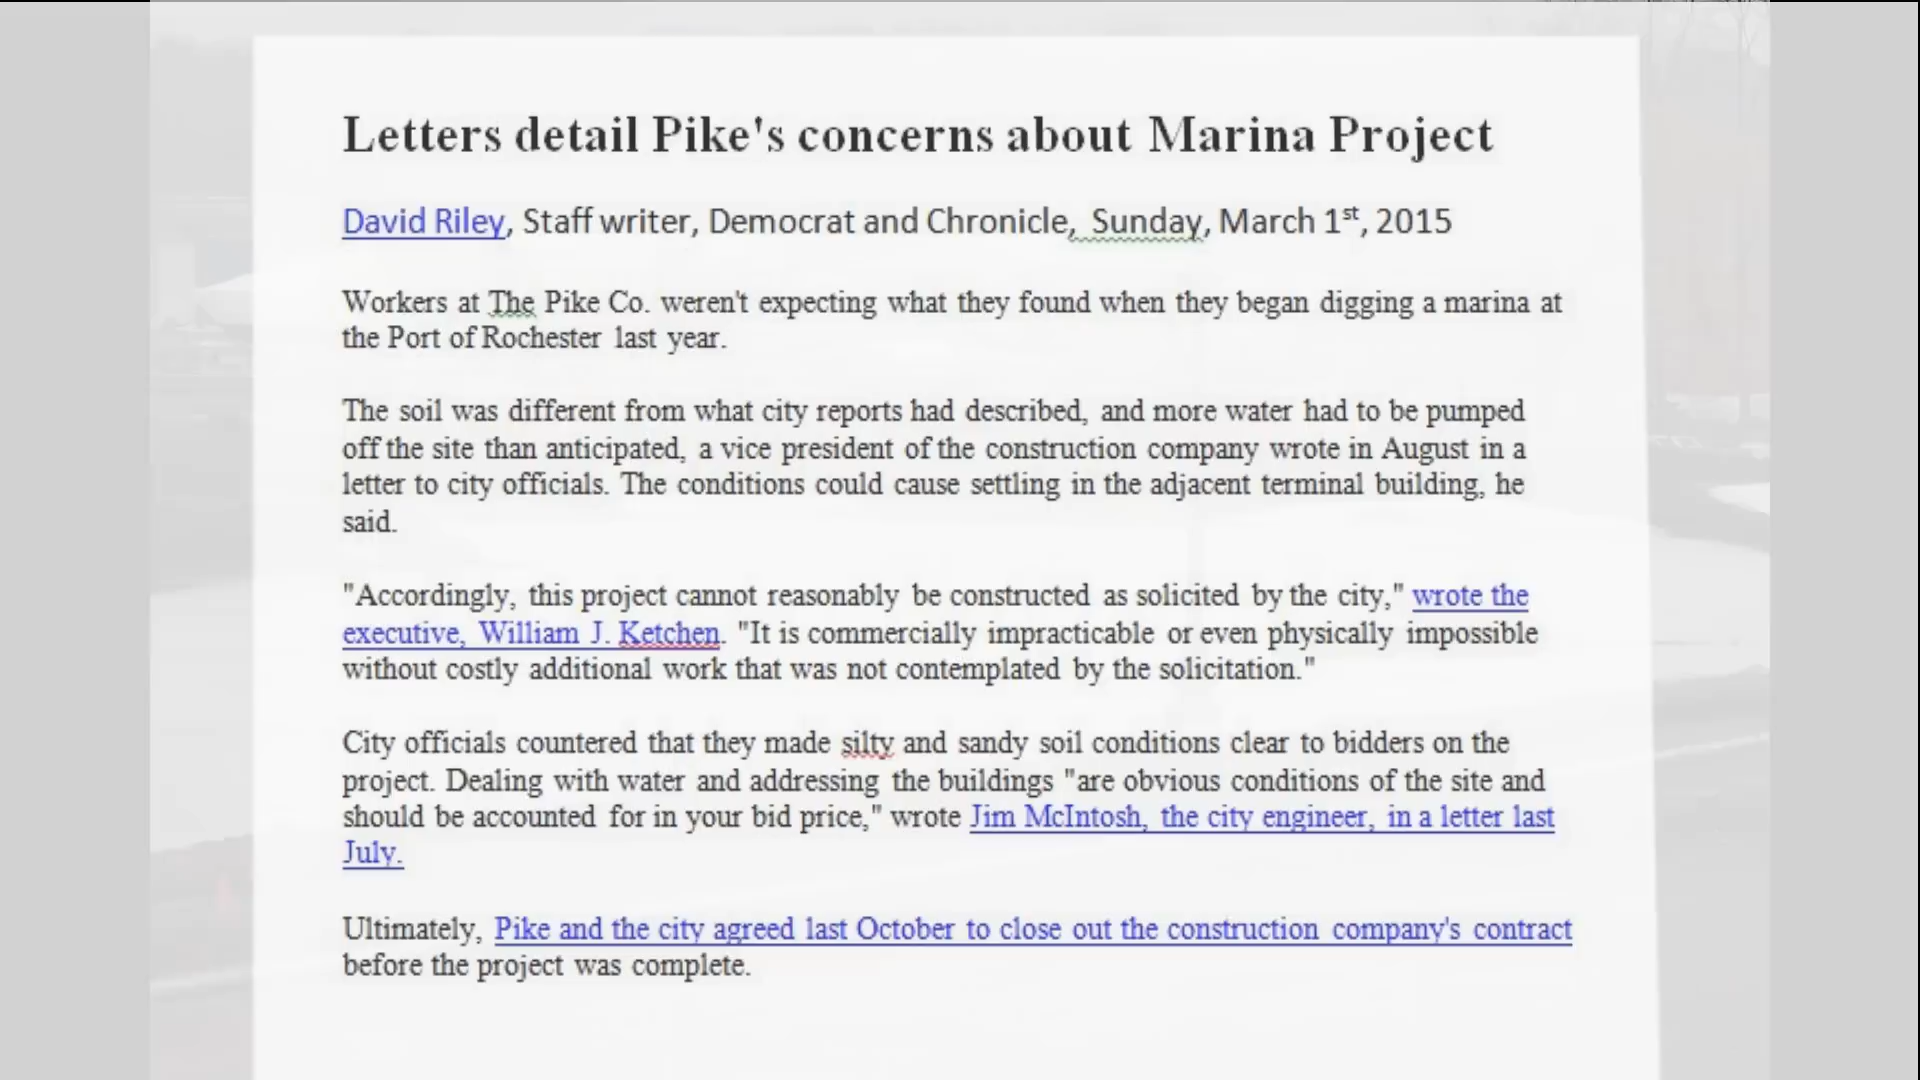 Letters detail Pike's concerns about Marina Project
David Riley, Staff writer, Democrat and Chronicle,  Sunday, March 1st, 2015
Workers at The Pike Co. weren't expecting what they found when they began digging a marina at
the Port of Rochester last year.
The soil was different from what city reports had described, and more water had to be pumped
off the site than anticipated, a vice president of the construction company wrote in August in a
letter to city officials. The conditions could cause settling in the adjacent terminal building, he
said.
"Accordingly, this project cannot reasonably be constructed as solicited by the city," wrote the
executive, William J. Ketchen. "It is commercially impracticable or even physically impossible
without costly additional work that was not contemplated by the solicitation."
City officials countered that they made silty and sandy soil conditions clear to bidders on the
project. Dealing with water and addressing the buildings "are obvious conditions of the site and
should be accounted for in your bid price," wrote Jim McIntosh, the city engineer, in a letter last
July.
Ultimately, Pike and the city agreed last October to close out the construction company's contract
before the project was complete.